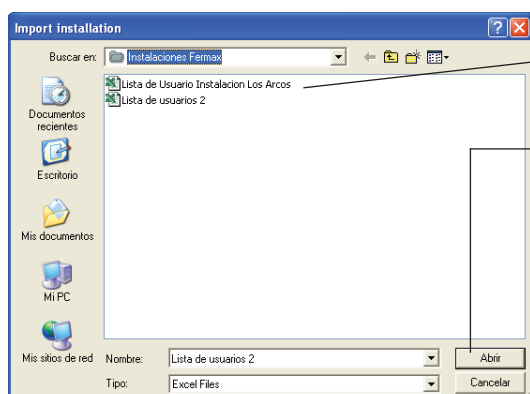 Import installation
Buscar en: Instalaciones Fermax
Lista de Usuario Instalacion Los Arcos
Lista de usuarios 2
Documentos
recientes
Escritorio
Mis documentos
Mi PC
Mis sitios de red
Nombre: Lista de usuarios 2 Abrir
Tipo: Excel Files Cancelar